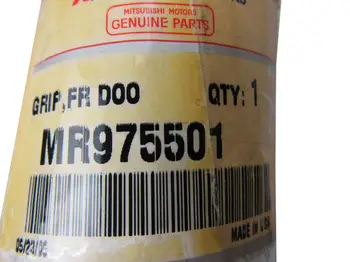 MITSUBISHI MOTORS
GENUINE PARTS
GRIP,FR DOO QTY: 1
MR975501
MADE IN U.S.A.